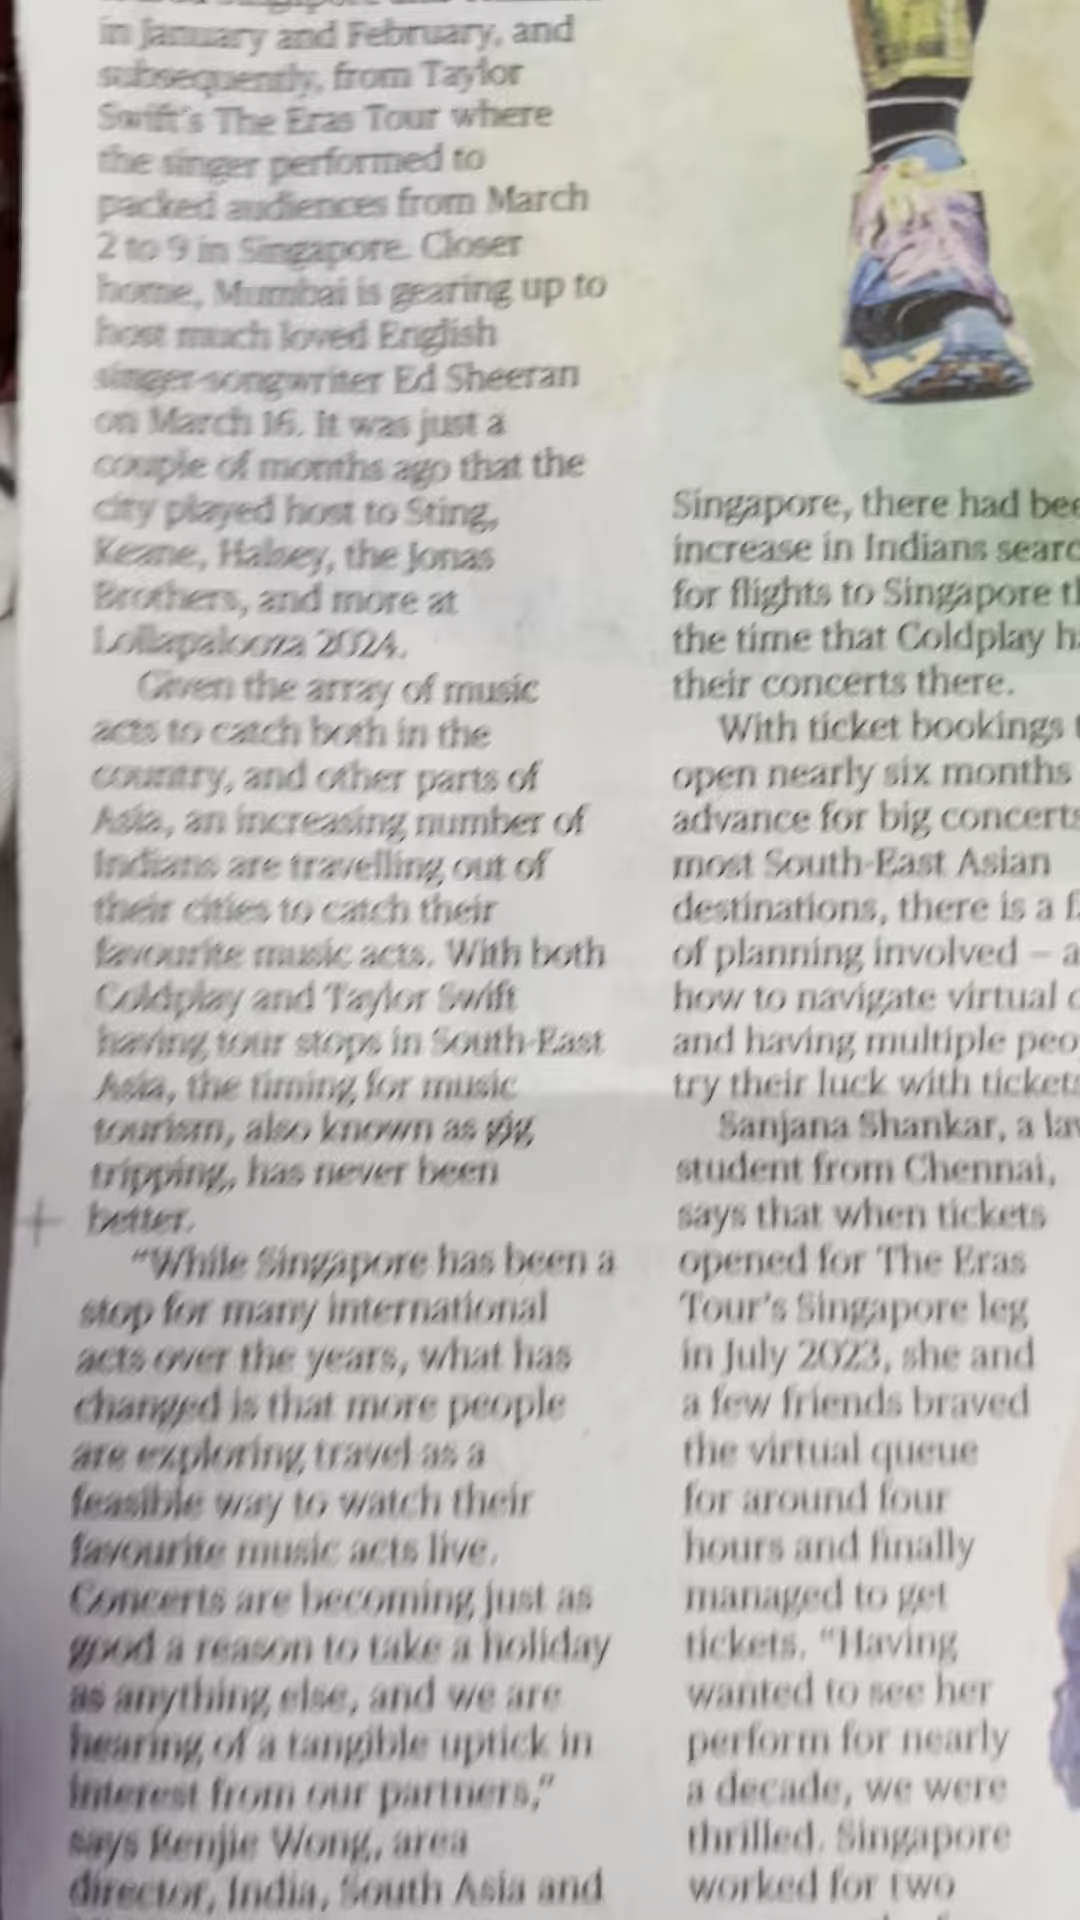 in January and February, and
subsequently, from Taylor
Swift's The Eras Tour where
the singer performed to
packed audiences from March
2 to 9 in Singapore. Closer
home, Mumbai is gearing up to
host much loved English
singer-songwriter Ed Sheeran
on March 16. It was just a
couple of months ago that the
city played host to Sting,
Keane, Halsey, the Jonas
Brothers, and more at
Lollapalooza 2024.
Given the array of music
acts to catch both in the
country, and other parts of
Asia, an increasing number of
Indians are travelling out of
their cities to catch their
favourite music acts. With both
Coldplay and Taylor Swift
having tour stops in South-East
Asia, the timing for music
tourism, also known as gig
tripping, has never been
better.
"While Singapore has been a
stop for many international
acts over the years, what has
changed is that more people
are exploring travel as a
feasible way to watch their
favourite music acts live.
Concerts are becoming just as
good a reason to take a holiday
as anything else, and we are
hearing of a tangible uptick in
interest from our partners,"
says Renjie Wong, area
director, India, South Asia and
Singapore, there had bee
increase in Indians searc
for flights to Singapore
the time that Coldplay
their concerts there.
With ticket bookings
open nearly six months
advance for big concerts
most South-East Asian
destinations, there is a
of planning involved – a
how to navigate virtual
and having multiple peo
try their luck with tickets
Sanjana Shankar, a law
student from Chennai,
says that when tickets
opened for The Eras
Tour's Singapore leg
in July 2023, she and
a few friends braved
the virtual queue
for around four
hours and finally
managed to get
tickets. "Having
wanted to see her
perform for nearly
a decade, we were
thrilled. Singapore
worked for two